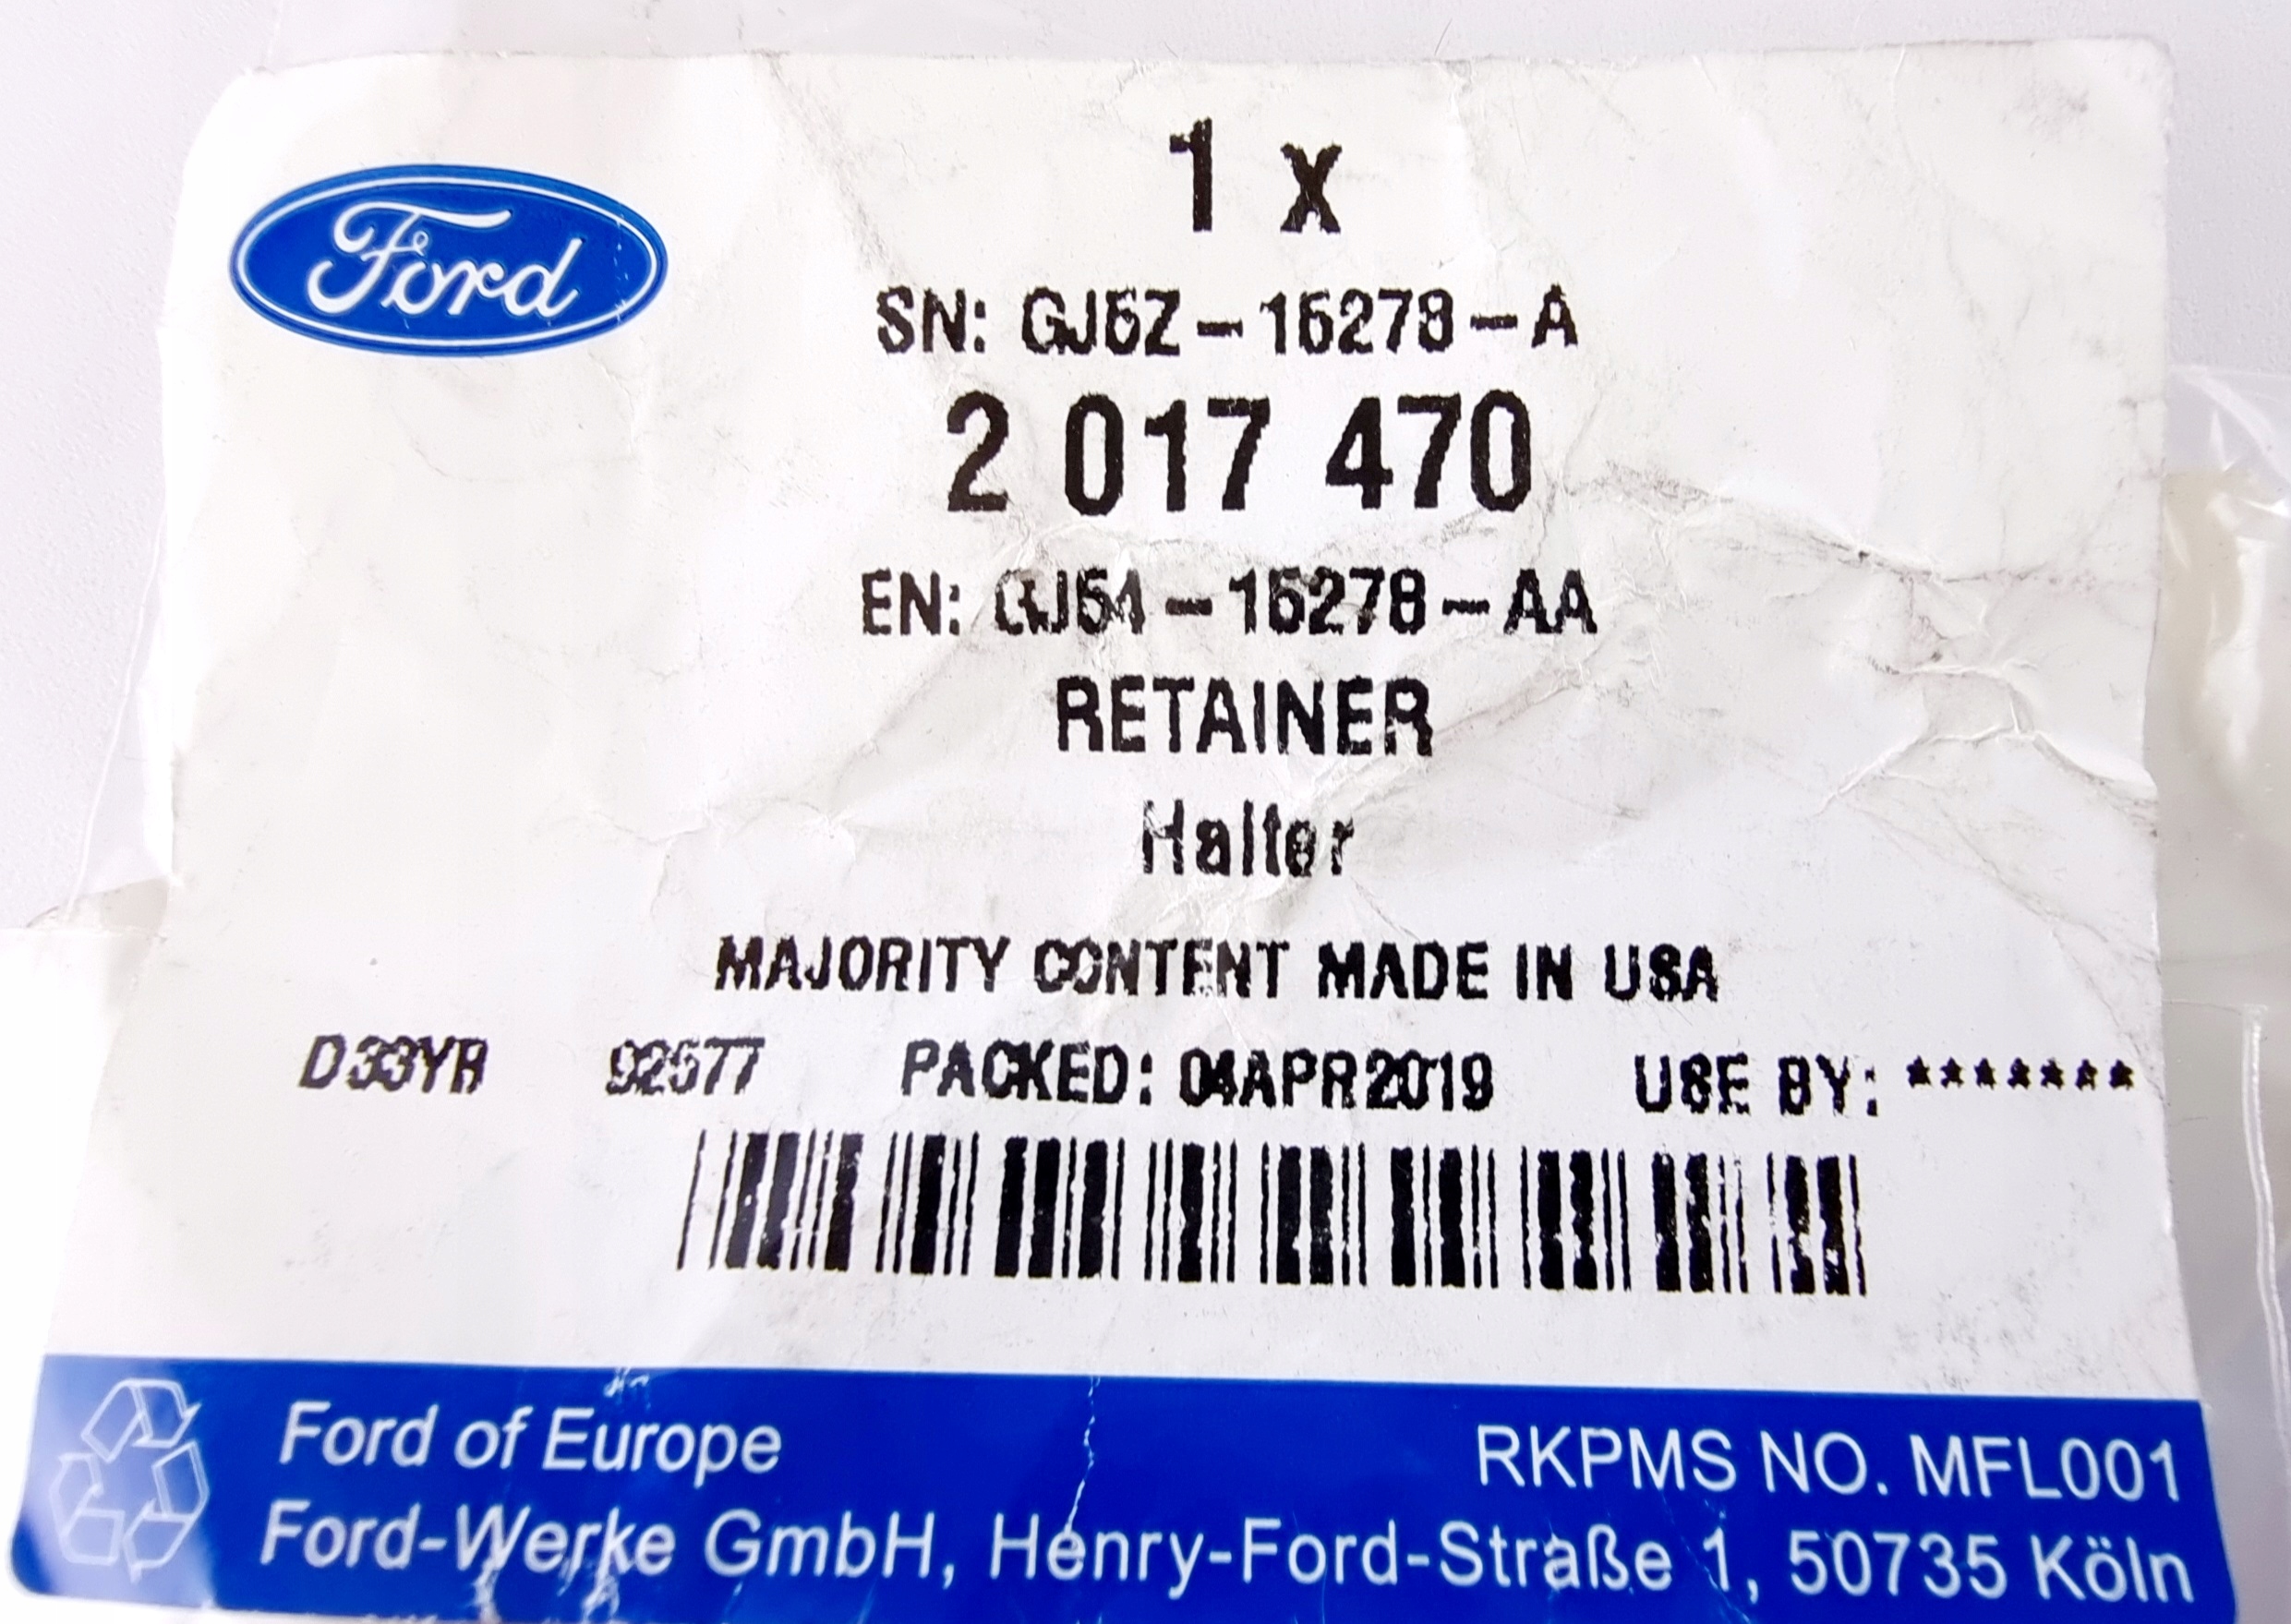 Ford
1 x
SN: GJ5Z-15278-A
2 017 470
EN: GJ54-15278-AA
RETAINER
Halter
MAJORITY CONTENT MADE IN USA
D33YR 92577 PACKED: 04APR2019 USE BY: *******
Ford of Europe RKPMS NO. MFL001
Ford-Werke GmbH, Henry-Ford-Straße 1, 50735 Köln